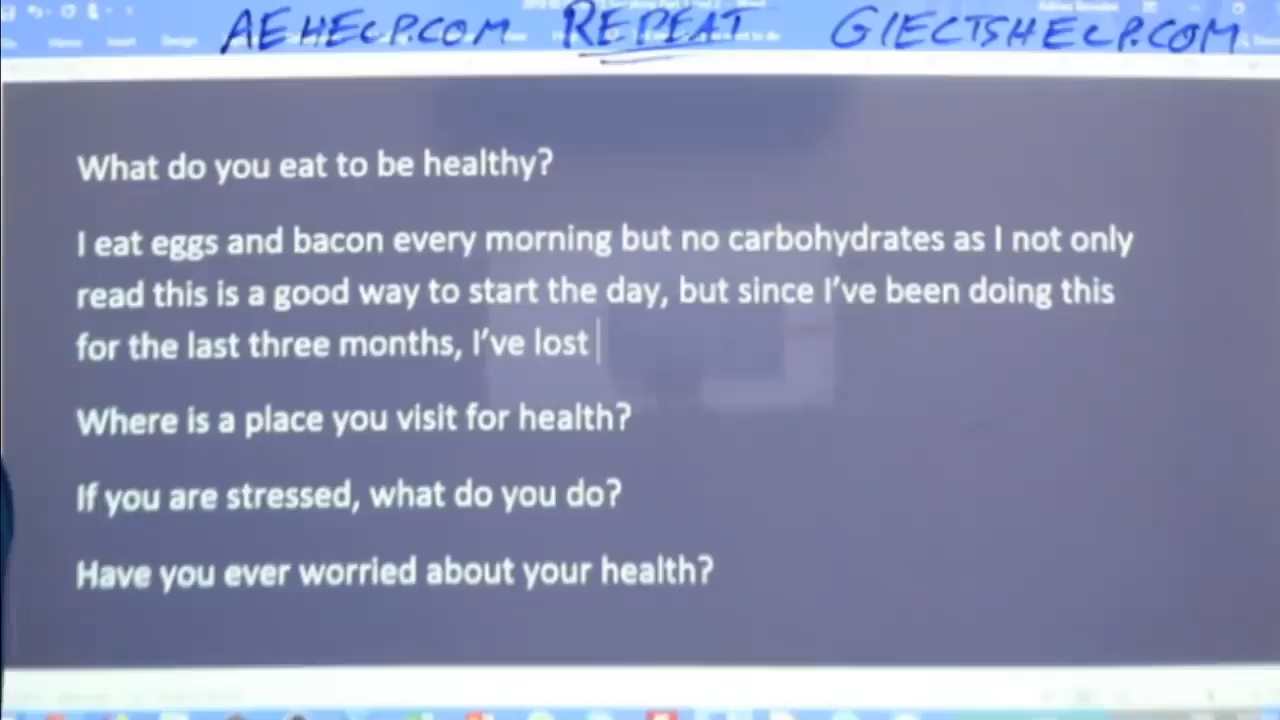 AEHELP.COM REPEAT GIELTSHELP.COM
What do you eat to be healthy?
I eat eggs and bacon every morning but no carbohydrates as I not only
read this is a good way to start the day, but since I've been doing this
for the last three months, I've lost
Where is a place you visit for health?
If you are stressed, what do you do?
Have you ever worried about your health?